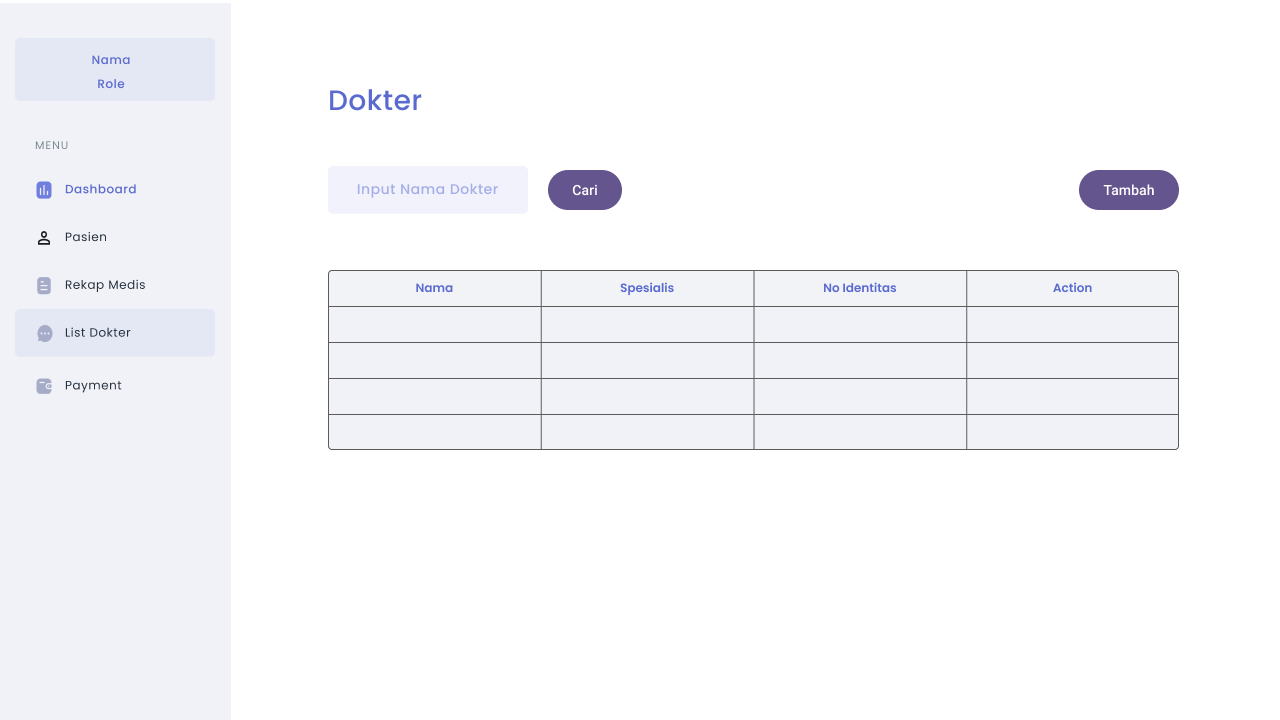 Nama
Role
MENU
Dashboard
Pasien
Rekap Medis
List Dokter
Payment
Dokter
Input Nama Dokter
Cari
Tambah
Nama Spesialis No Identitas Action